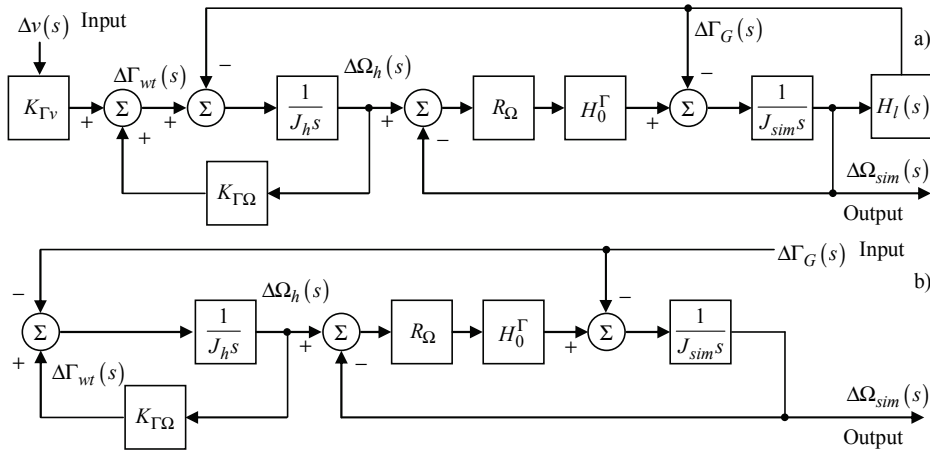 Δv(s) Input
ΔΓ_G(s) a)
ΔΓ_wt(s) ΔΩ_h(s)
K_Γv Σ Σ 1/(J_h s) Σ R_Ω H_0^Γ Σ 1/(J_sim s) H_l(s)
+ + + − + − + −
K_ΓΩ
ΔΩ_sim(s)
Output
ΔΓ_G(s) Input
b)
ΔΩ_h(s)
Σ 1/(J_h s) Σ R_Ω H_0^Γ Σ 1/(J_sim s)
− + + − + −
ΔΓ_wt(s)
K_ΓΩ
ΔΩ_sim(s)
Output